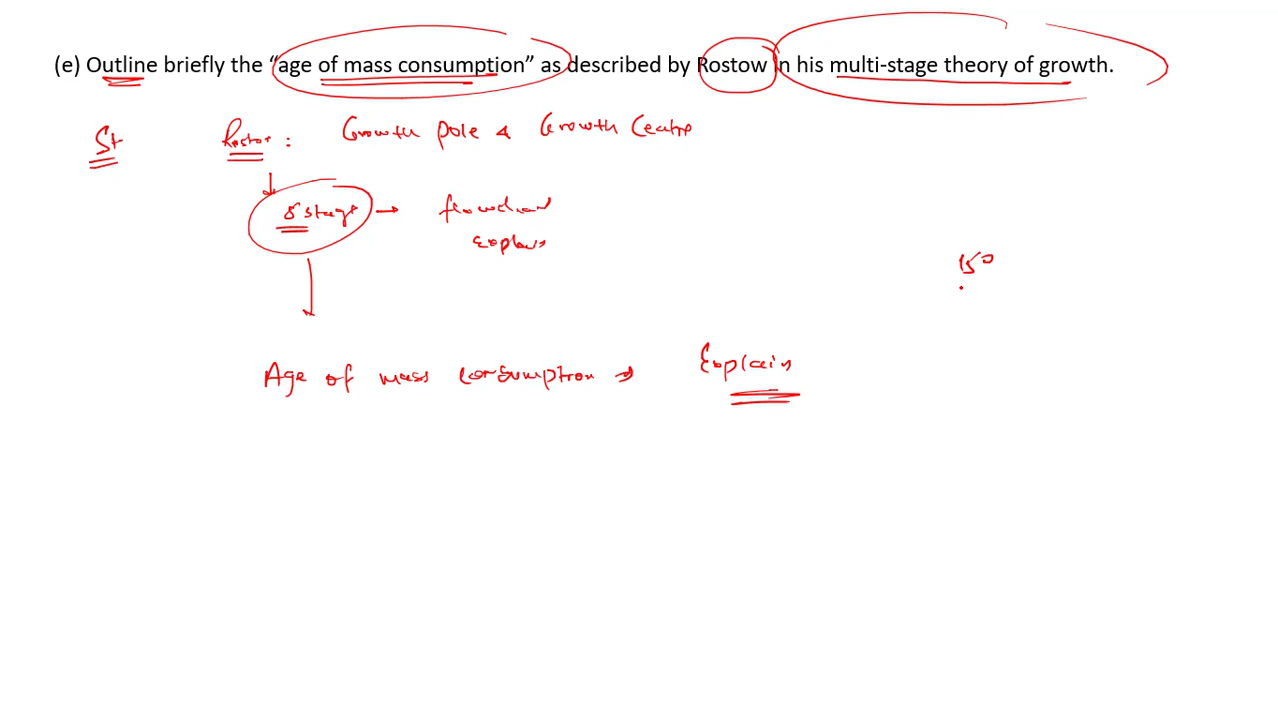 (e) Outline briefly the “age of mass consumption” as described by Rostow in his multi-stage theory of growth.
St Rostow : Growth pole & Growth Centre
5 stage → flowchart
Explain
150
Age of mass consumption → Explain